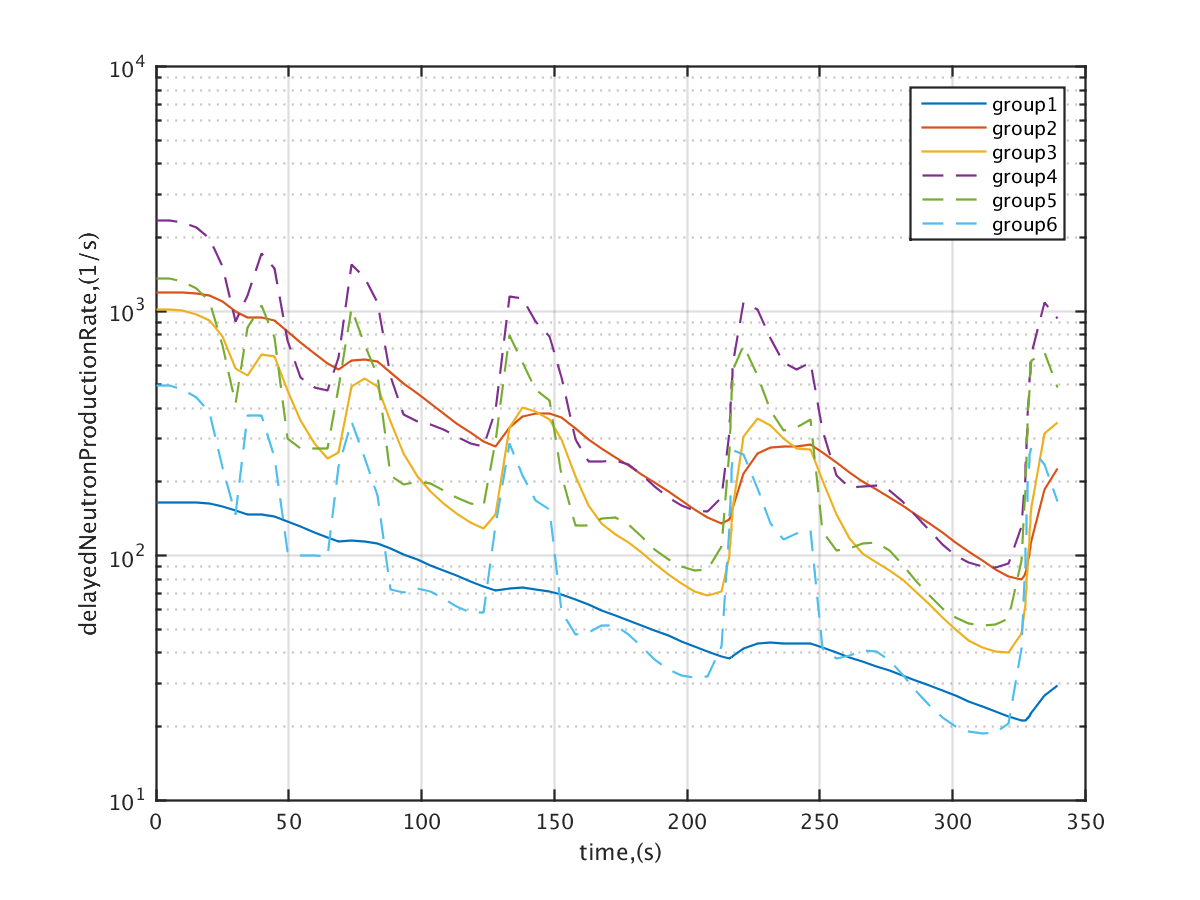 10^4
10^3
10^2
10^1
delayedNeutronProductionRate,(1/s)
group1
group2
group3
group4
group5
group6
0 50 100 150 200 250 300 350
time,(s)